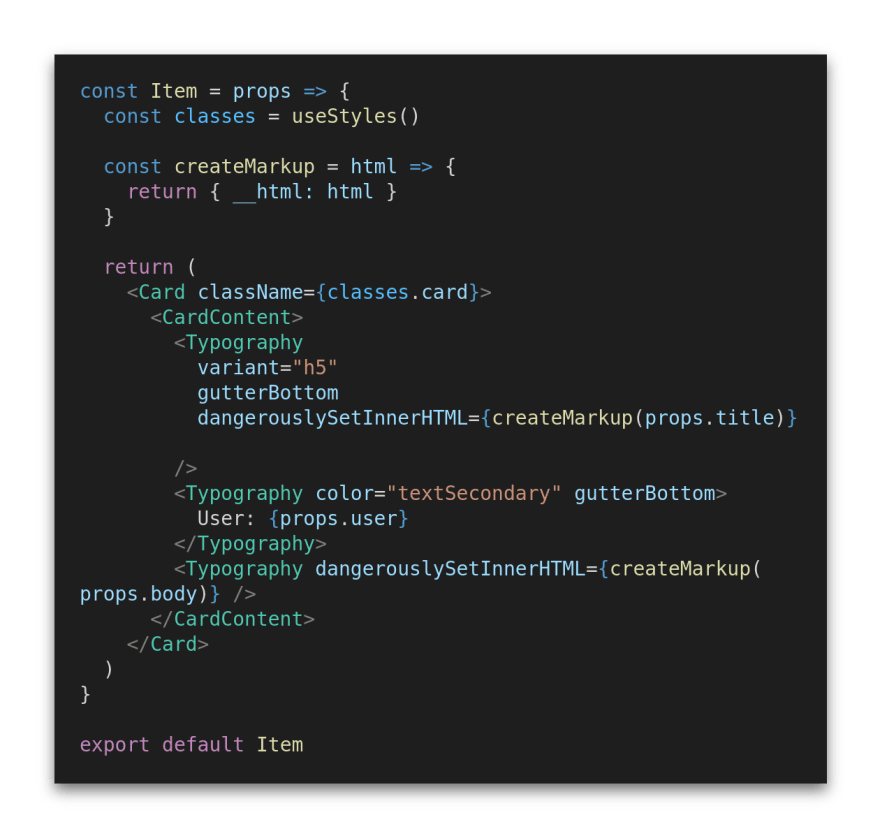 const Item = props => {
  const classes = useStyles()

  const createMarkup = html => {
    return { __html: html }
  }

  return (
    <Card className={classes.card}>
      <CardContent>
        <Typography
          variant="h5"
          gutterBottom
          dangerouslySetInnerHTML={createMarkup(props.title)}

        />
        <Typography color="textSecondary" gutterBottom>
          User: {props.user}
        </Typography>
        <Typography dangerouslySetInnerHTML={createMarkup(
props.body)} />
      </CardContent>
    </Card>
  )
}

export default Item